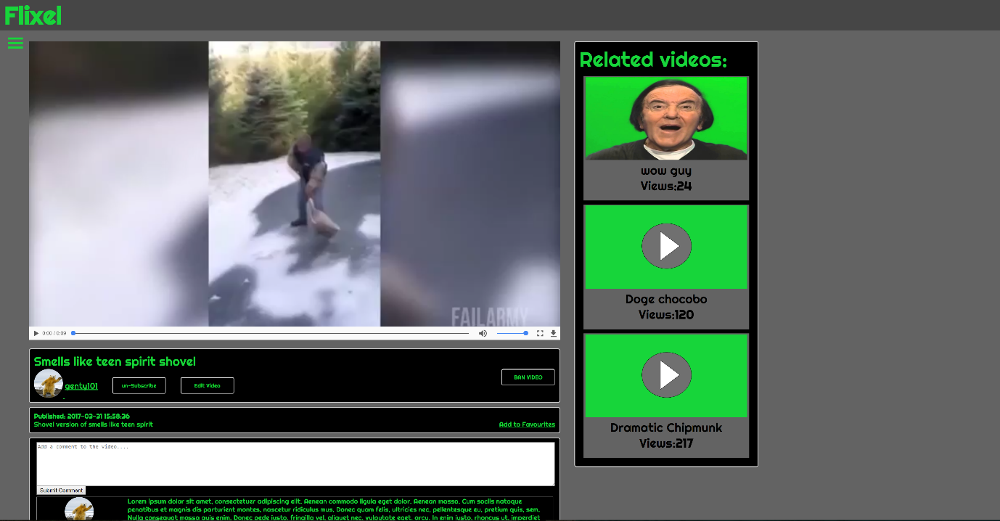 Flixel
FAILARMY
0:00 / 0:09
Smells like teen spirit shovel
genty101
un-Subscribe
Edit Video
BAN VIDEO
Published: 2017-03-31 15:58:36
Shovel version of smells like teen spirit
Add to Favourites
Add a comment to the video....
Submit Comment
Lorem ipsum dolor sit amet, consectetuer adipiscing elit. Aenean commodo ligula eget dolor. Aenean massa. Cum sociis natoque
penatibus et magnis dis parturient montes, nascetur ridiculus mus. Donec quam felis, ultricies nec, pellentesque eu, pretium quis, sem.
Nulla consequat massa quis enim. Donec pede justo, fringilla vel, aliquet nec, vulputate eget, arcu. In enim justo, rhoncus ut, imperdiet
Related videos:
wow guy
Views:24
Doge chocobo
Views:120
Dramatic Chipmunk
Views:217